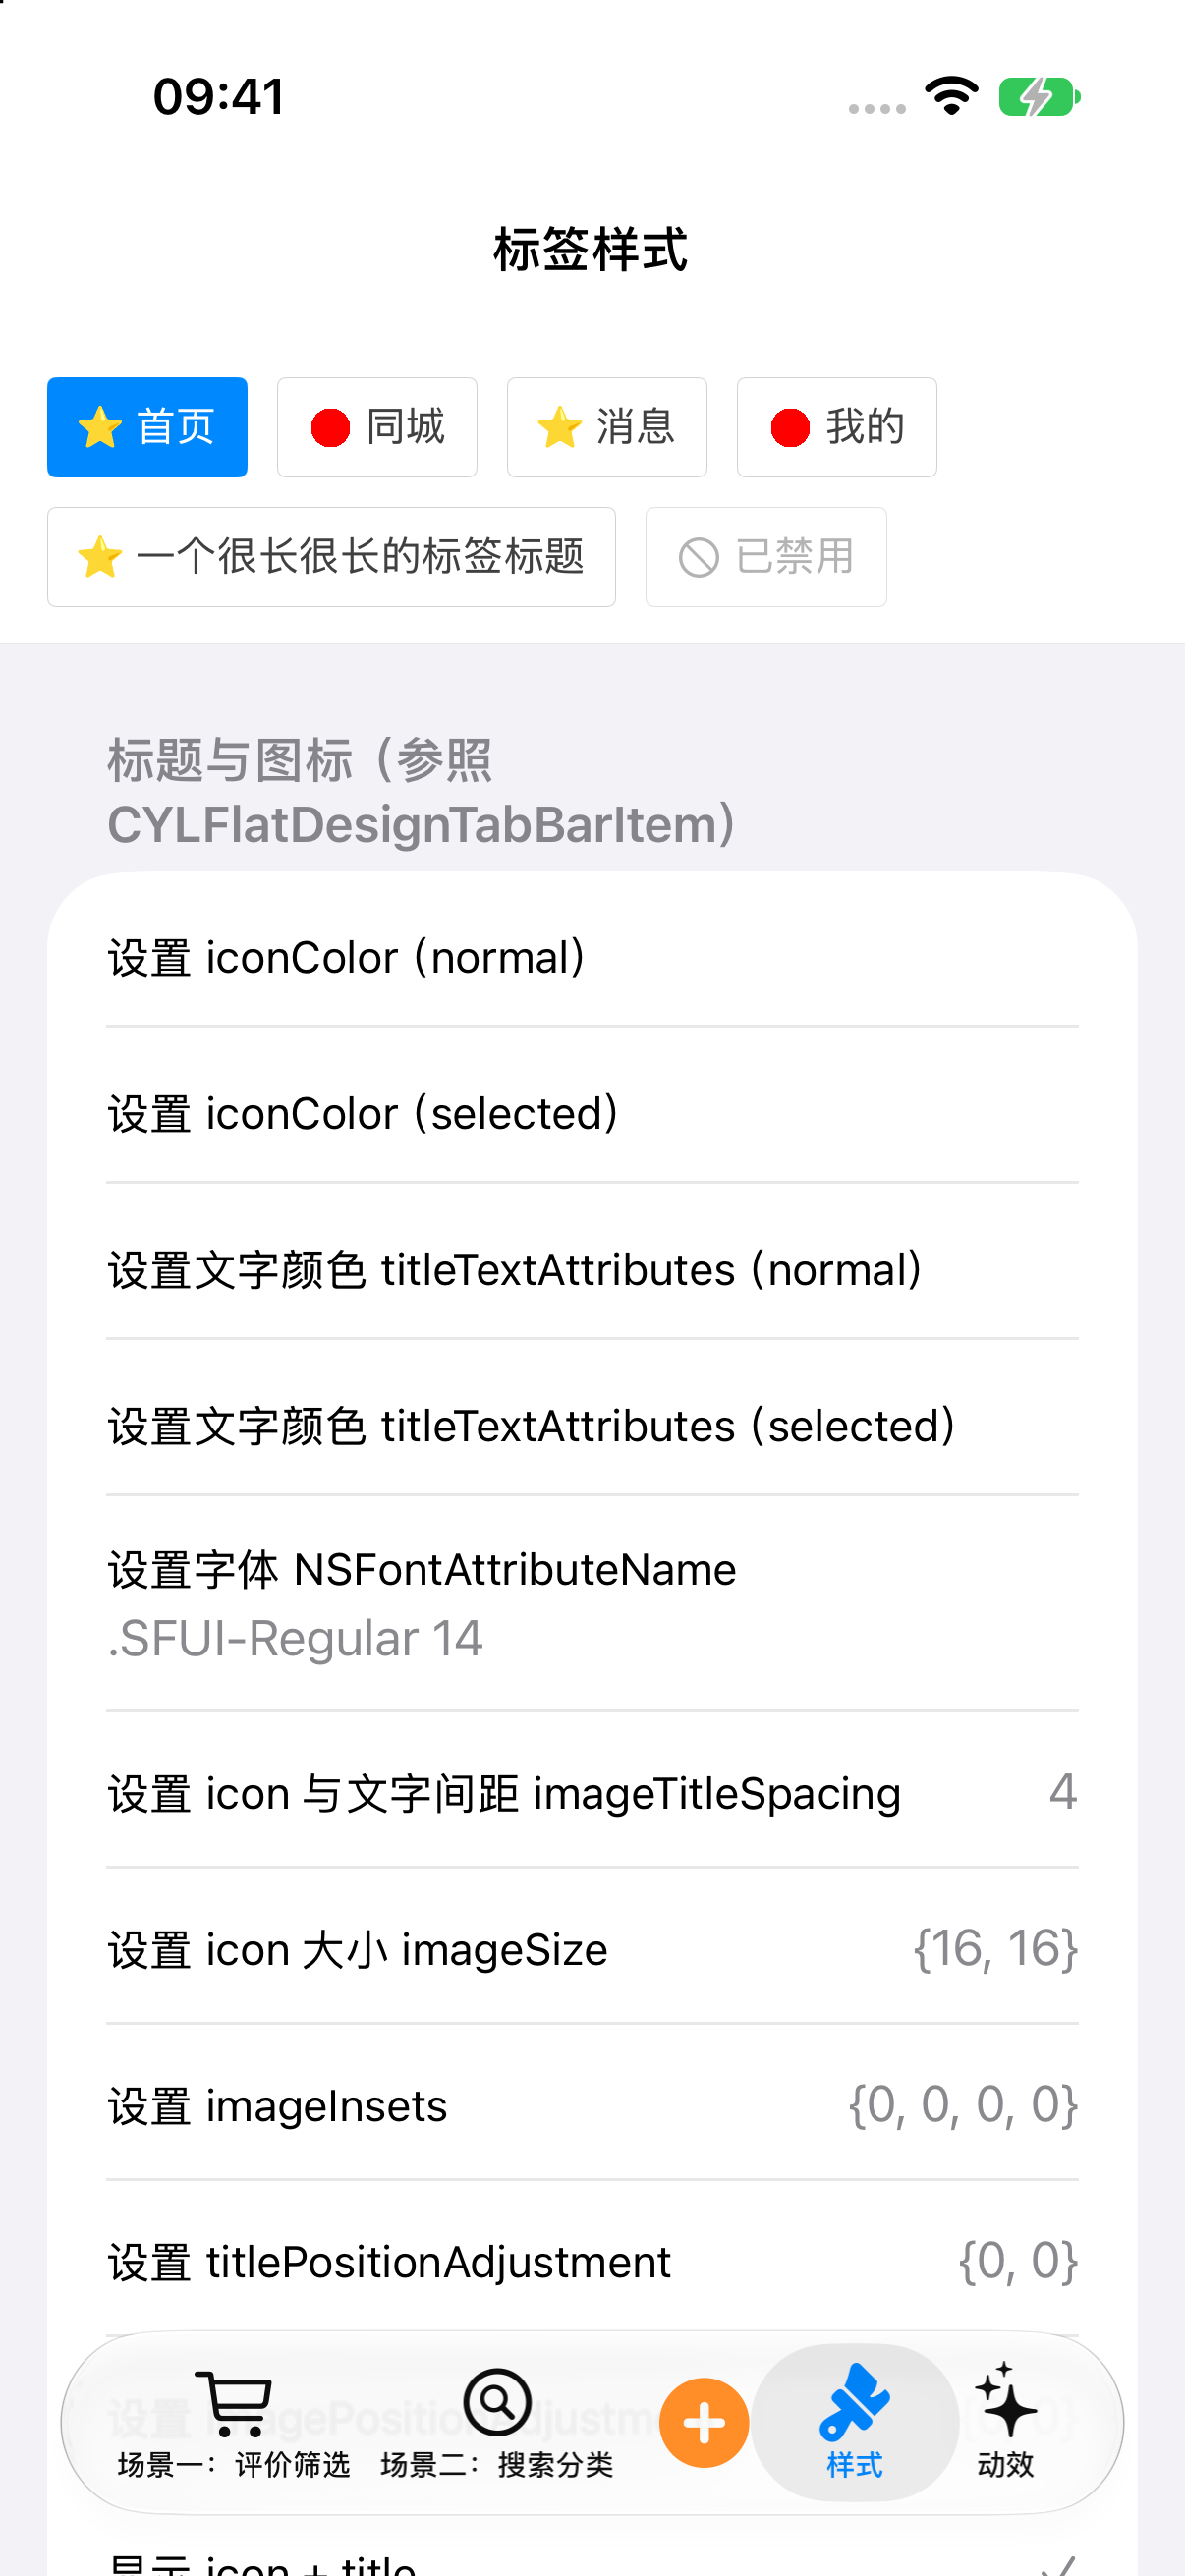 09:41
标签样式
首页
同城
消息
我的
一个很长很长的标签标题
已禁用
标题与图标 (参照
CYLFlatDesignTabBarItem)
设置 iconColor (normal)
设置 iconColor (selected)
设置文字颜色 titleTextAttributes (normal)
设置文字颜色 titleTextAttributes (selected)
设置字体 NSFontAttributeName
.SFUI-Regular 14
设置 icon 与文字间距 imageTitleSpacing 4
设置 icon 大小 imageSize {16, 16}
设置 imageInsets {0, 0, 0, 0}
设置 titlePositionAdjustment {0, 0}
场景一：评价筛选
场景二：搜索分类
样式
动效
显示 icon + title